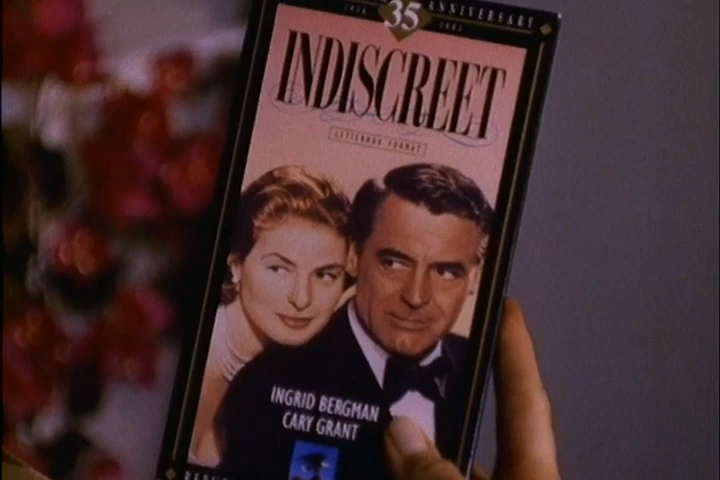 35 ANNIVERSARY
INDISCREET
LETTERBOX FORMAT
INGRID BERGMAN
CARY GRANT